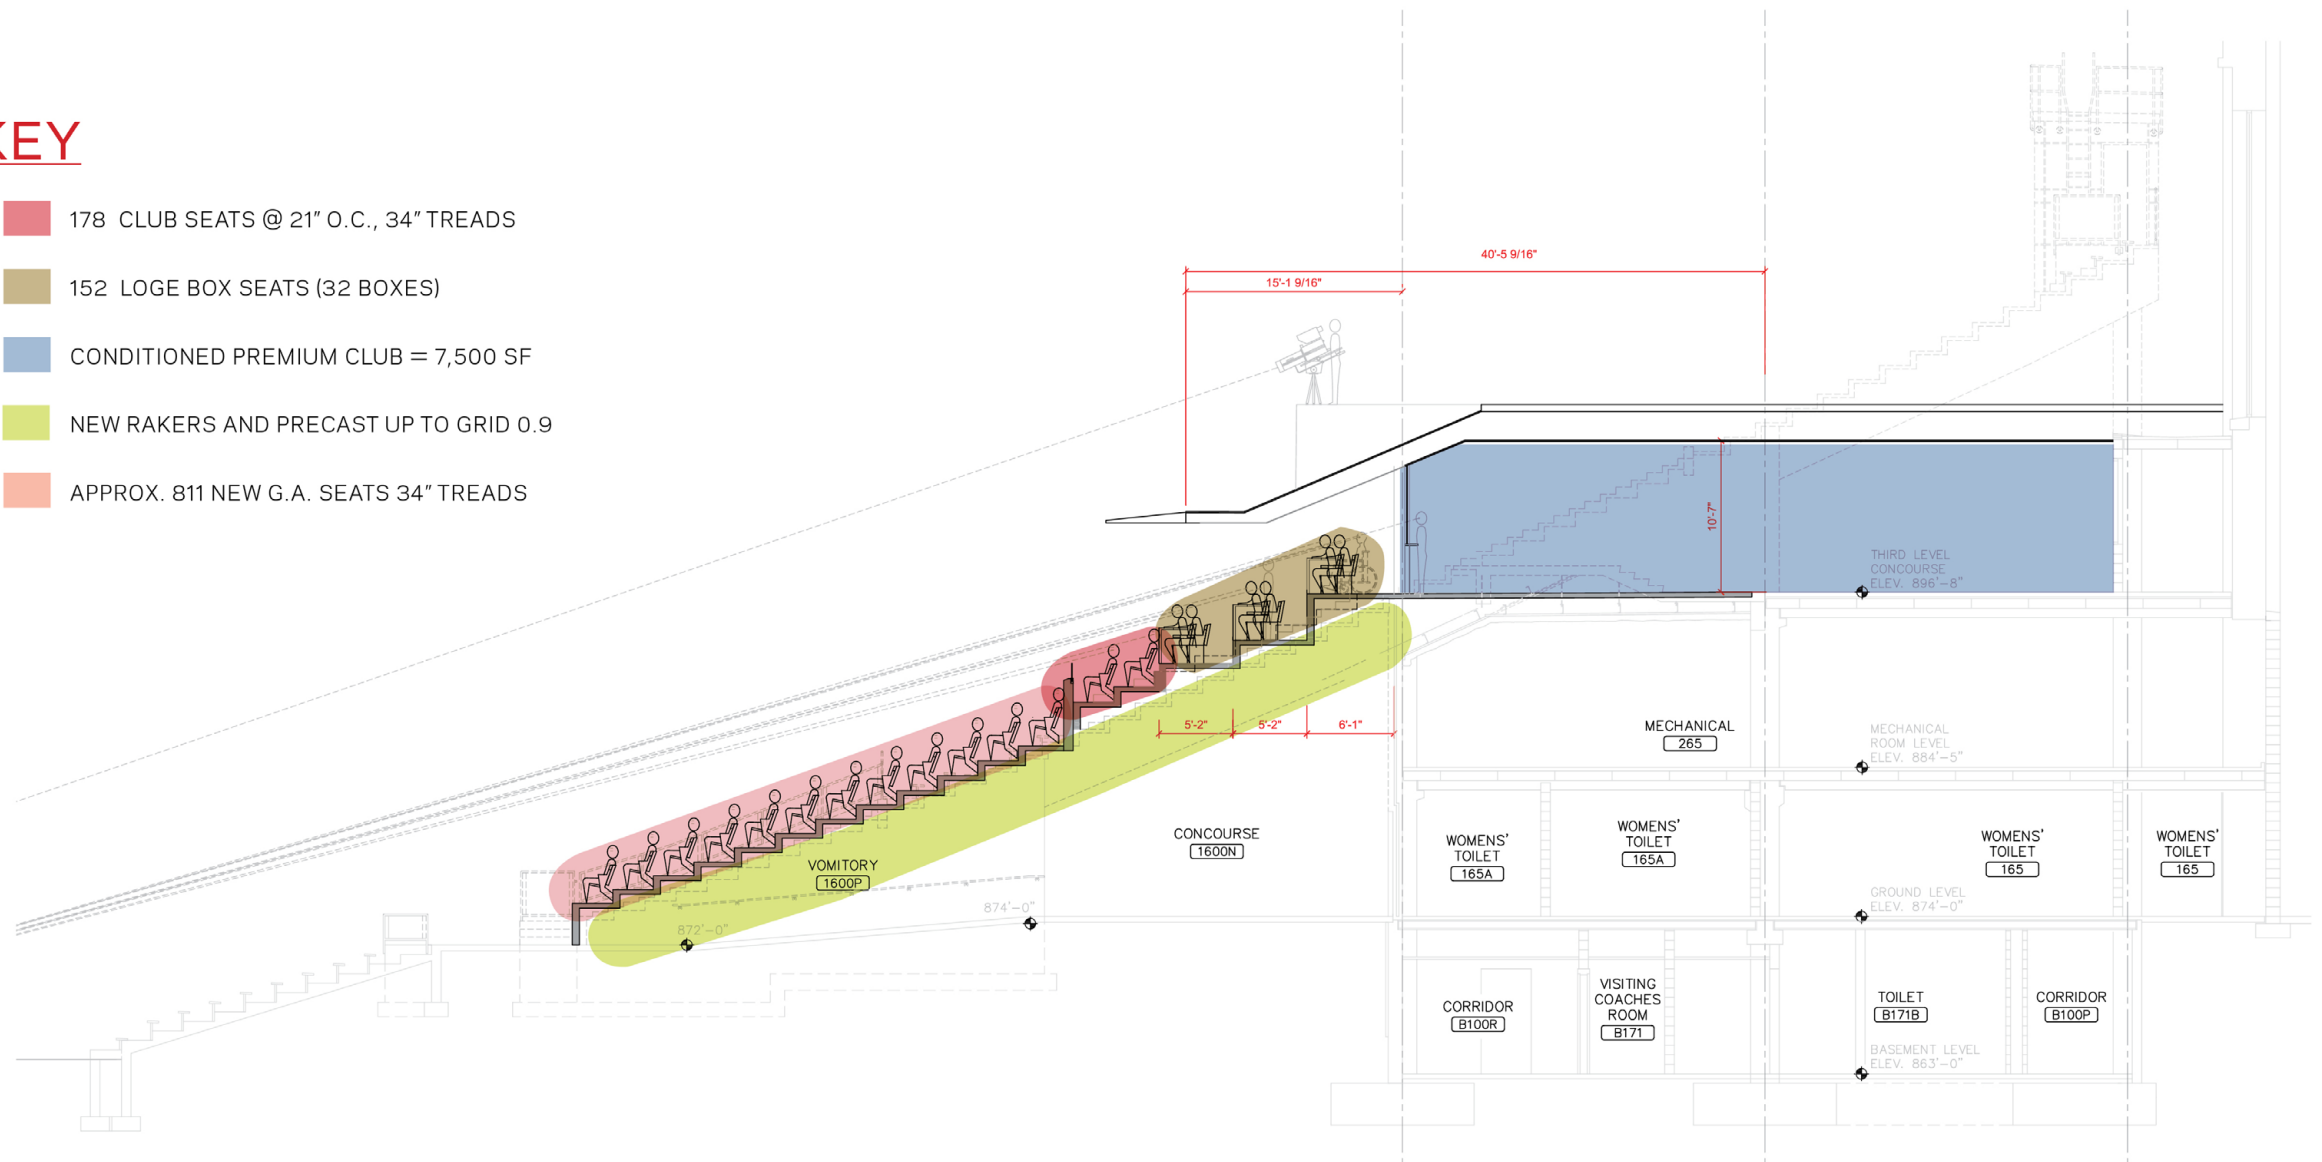 KEY
178 CLUB SEATS @ 21" O.C., 34" TREADS
152 LOGE BOX SEATS (32 BOXES)
CONDITIONED PREMIUM CLUB = 7,500 SF
NEW RAKERS AND PRECAST UP TO GRID 0.9
APPROX. 811 NEW G.A. SEATS 34" TREADS
40'-5 9/16"
15'-1 9/16"
10'-7"
THIRD LEVEL
CONCOURSE
ELEV. 896'-8"
5'-2"
5'-2"
6'-1"
MECHANICAL
265
MECHANICAL
ROOM LEVEL
ELEV. 884'-5"
CONCOURSE
1600N
WOMENS'
TOILET
165A
WOMENS'
TOILET
165A
WOMENS'
TOILET
165
WOMENS'
TOILET
165
VOMITORY
1600P
GROUND LEVEL
ELEV. 874'-0"
874'-0"
872'-0"
CORRIDOR
B100R
VISITING
COACHES
ROOM
B171
TOILET
B171B
CORRIDOR
B100P
BASEMENT LEVEL
ELEV. 863'-0"